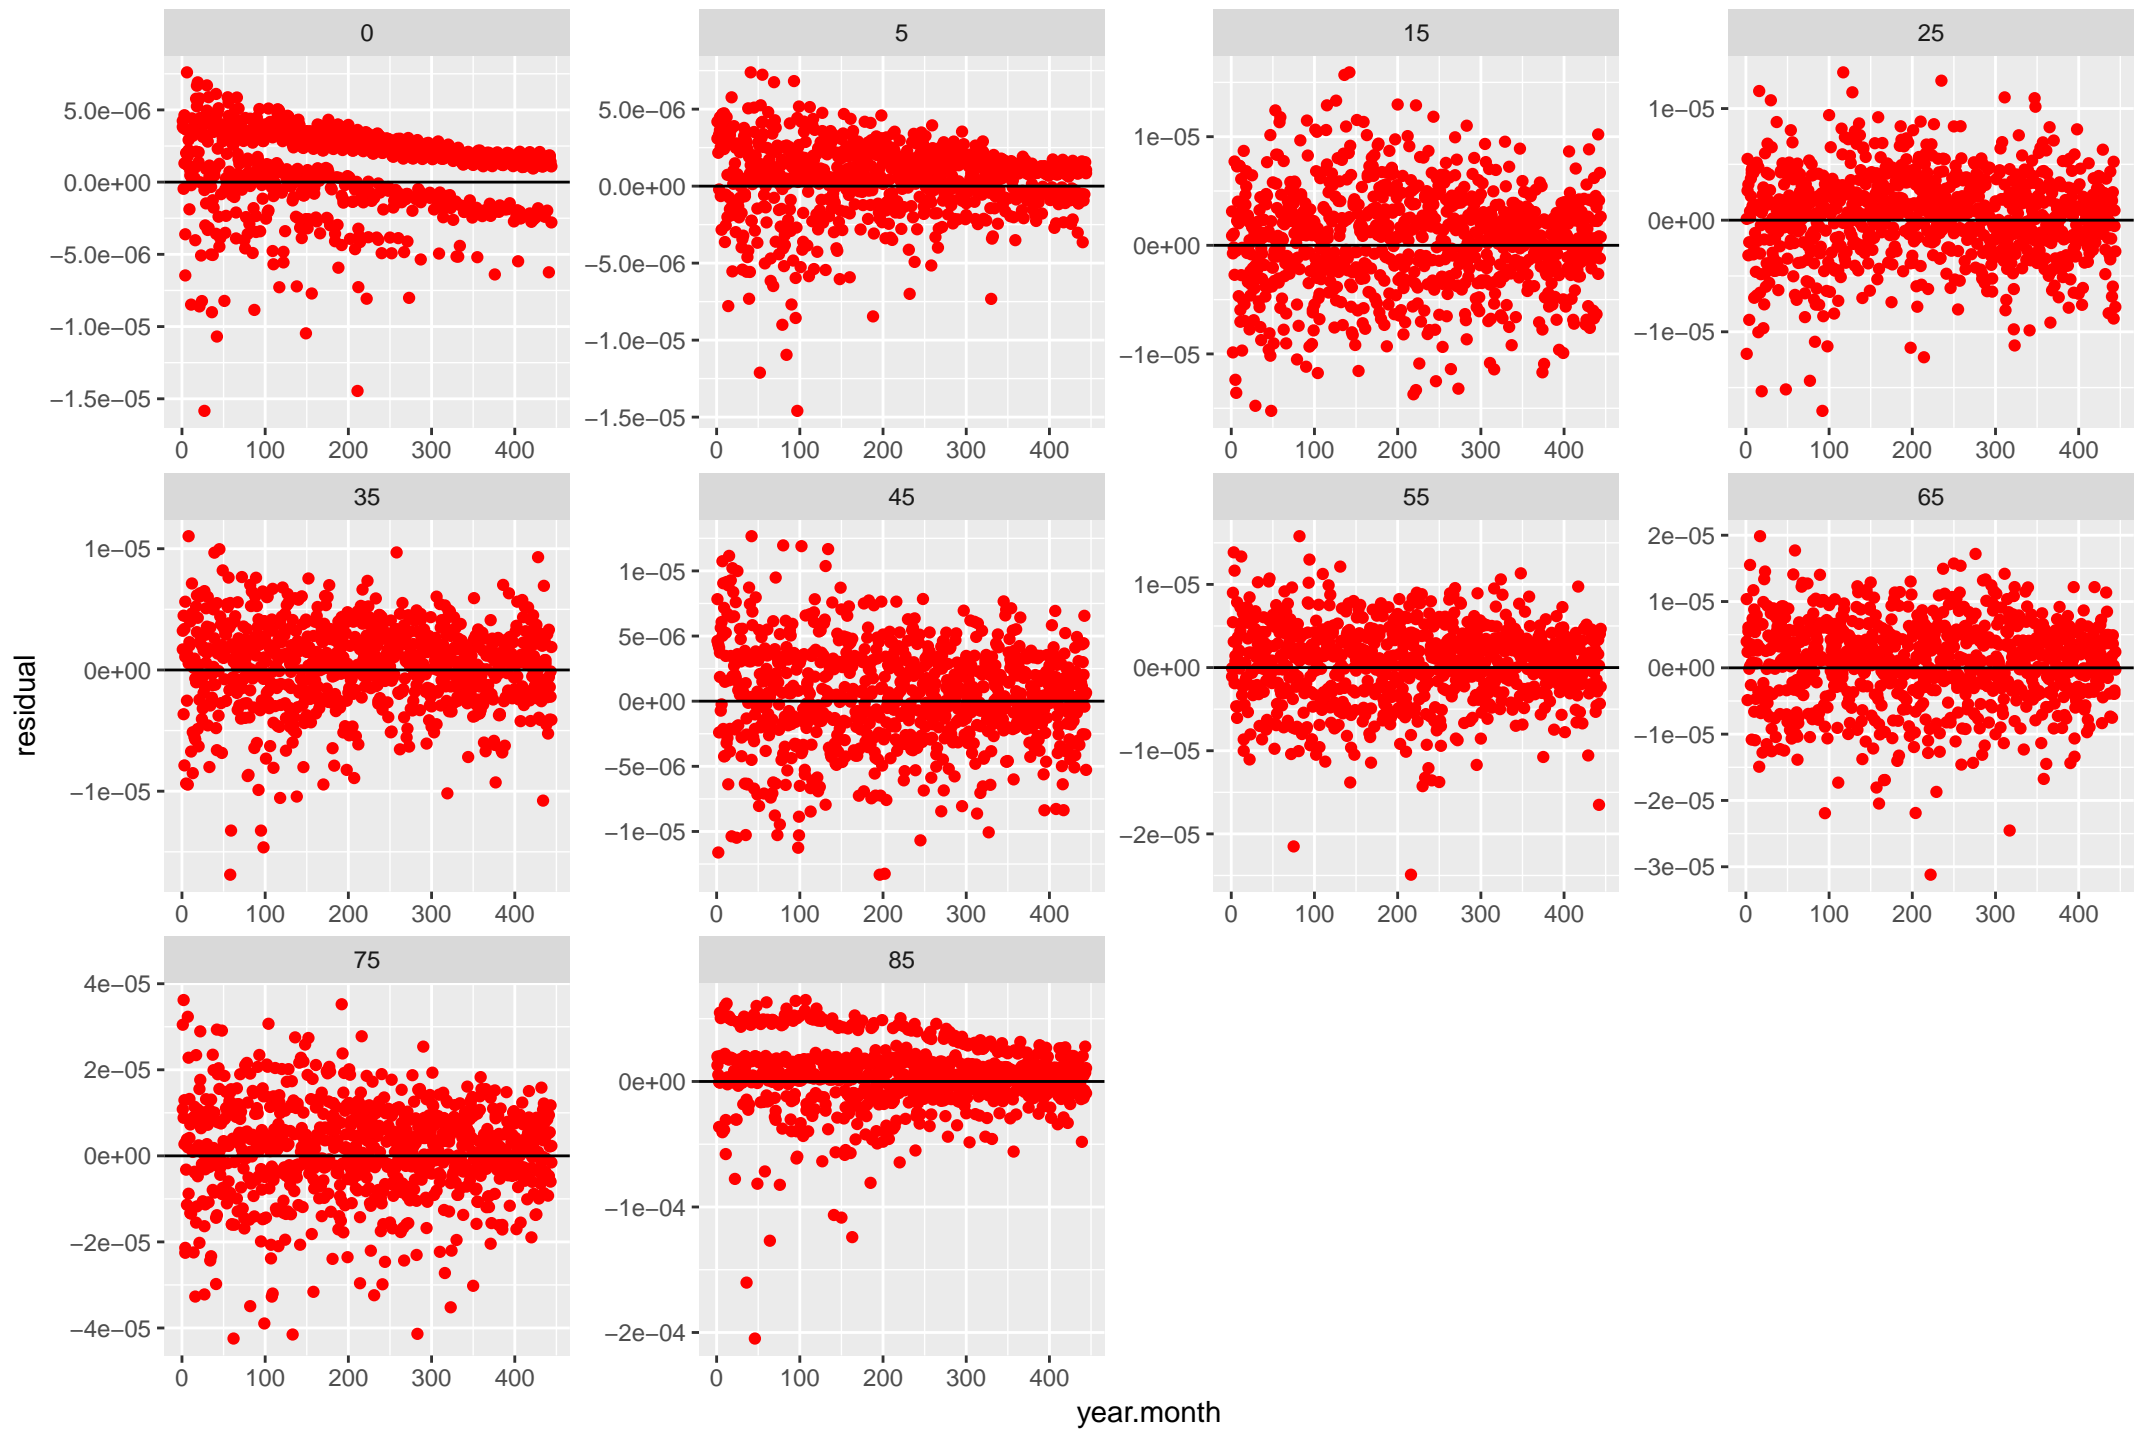 0 5 15 25
5.0e−06
0.0e+00
−5.0e−06
−1.0e−05
−1.5e−05
5.0e−06
0.0e+00
−5.0e−06
−1.0e−05
−1.5e−05
1e−05
0e+00
−1e−05
1e−05
0e+00
−1e−05
0 100 200 300 400 0 100 200 300 400 0 100 200 300 400 0 100 200 300 400
35 45 55 65
1e−05
0e+00
−1e−05
1e−05
5e−06
0e+00
−5e−06
−1e−05
1e−05
0e+00
−1e−05
−2e−05
2e−05
1e−05
0e+00
−1e−05
−2e−05
−3e−05
0 100 200 300 400 0 100 200 300 400 0 100 200 300 400 0 100 200 300 400
75 85
4e−05
2e−05
0e+00
−2e−05
−4e−05
0e+00
−1e−04
−2e−04
0 100 200 300 400 0 100 200 300 400
residual
year.month